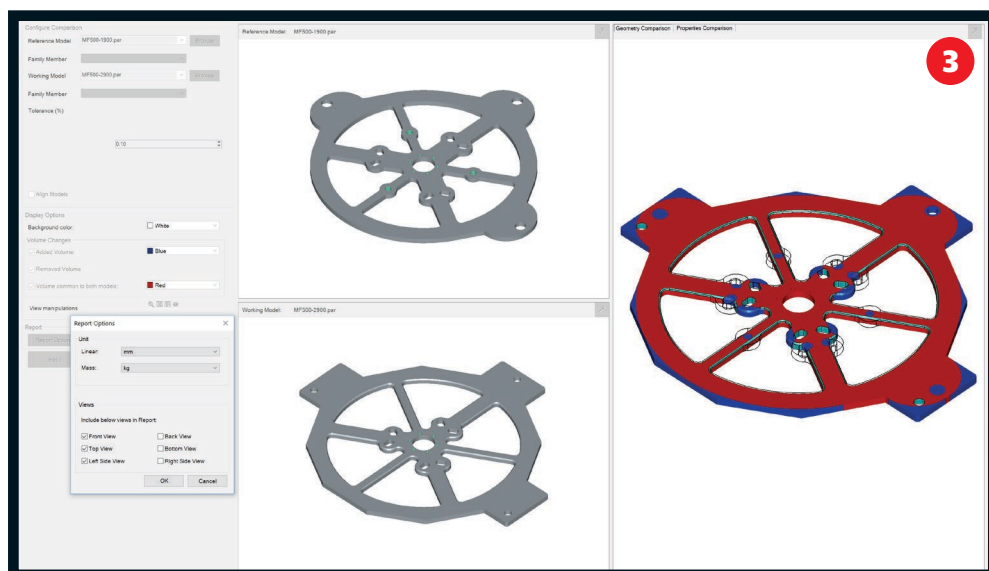 Configure Comparison
Reference Model MF500-1900.par Browse
Family Member
Working Model MF500-2900.par Browse
Family Member
Tolerance (%)
0.10
Align Models
Display Options
Background color: White
Volume Changes
Added Volume: Blue
Removed Volume
Volume common to both models: Red
View manipulations
Report
Report Options
Report Options
Unit
Linear: mm
Mass: kg
Views
Include below views in Report:
Front View Back View
Top View Bottom View
Left Side View Right Side View
OK Cancel
Reference Model: MF500-1900.par
Working Model: MF500-2900.par
Geometry Comparison Properties Comparison
3